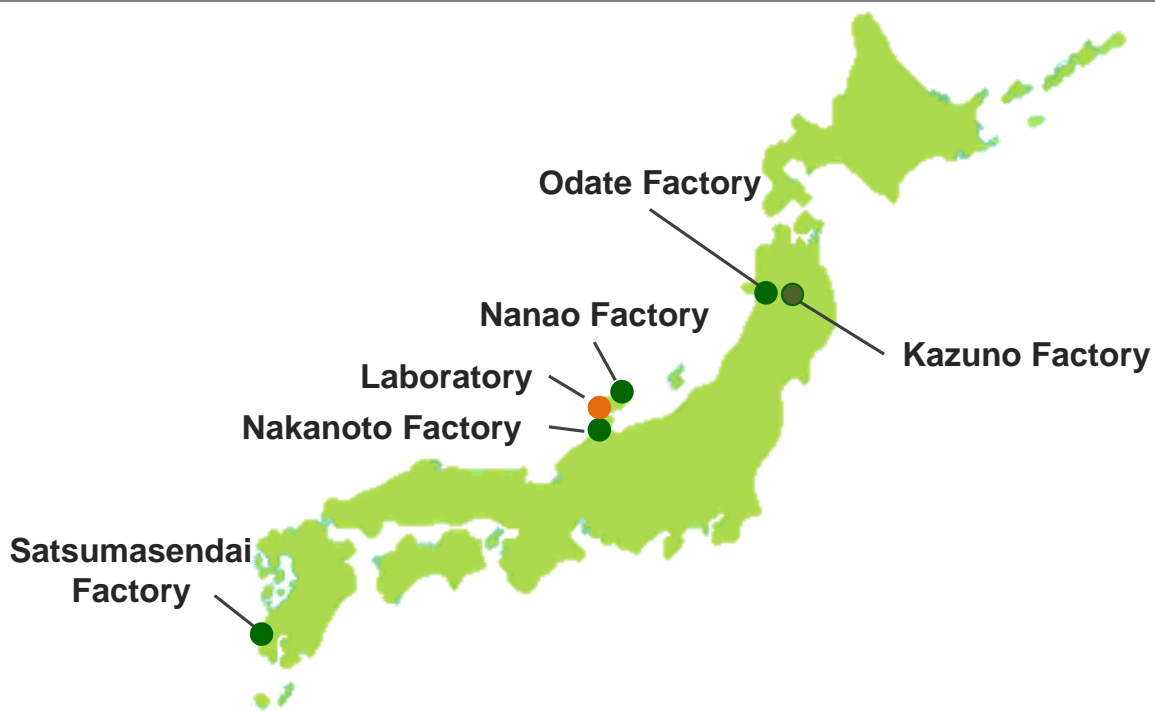 Odate Factory
Nanao Factory
Kazuno Factory
Laboratory
Nakanoto Factory
Satsumasendai
Factory